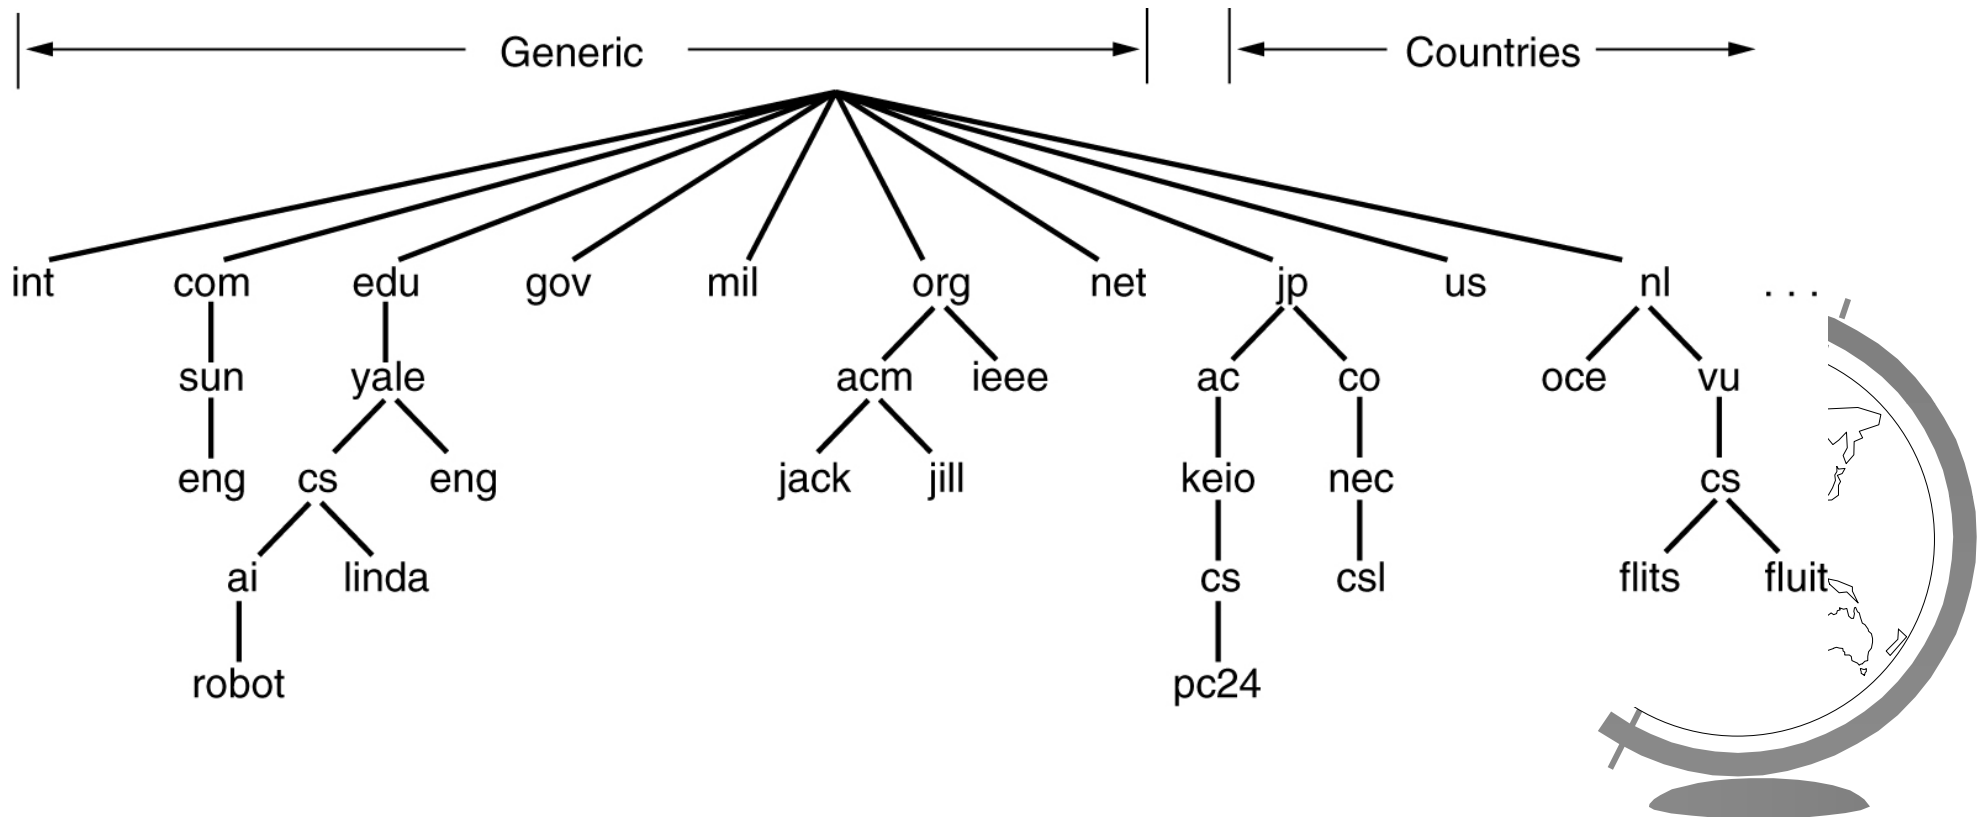 Generic Countries
int com edu gov mil org net jp us nl . . .
sun yale acm ieee ac co oce vu
eng cs eng jack jill keio nec cs
ai linda cs csl flits fluit
robot pc24